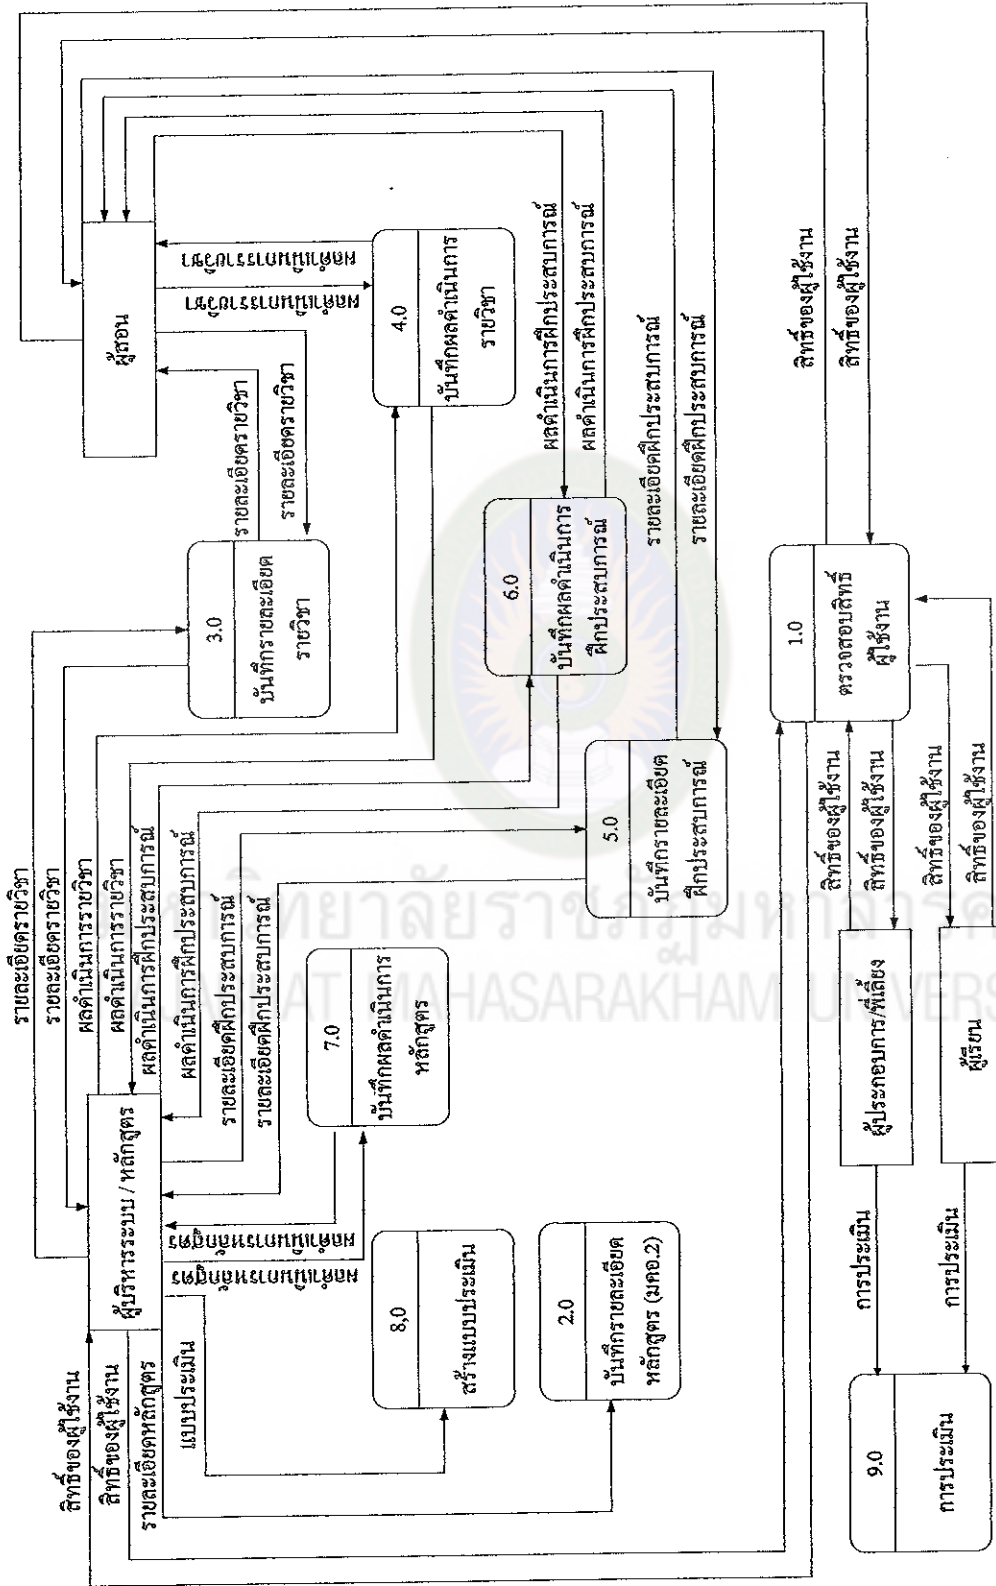 สิทธิ์ของผู้ใช้งาน
สิทธิ์ของผู้ใช้งาน
รายละเอียดหลักสูตร
แบบประเมิน
ผู้บริหารระบบ / หลักสูตร
รายละเอียดรายวิชา
รายละเอียดรายวิชา
ผลดำเนินการรายวิชา
ผลดำเนินการรายวิชา
ผลดำเนินการฝึกประสบการณ์
ผลดำเนินการฝึกประสบการณ์
รายละเอียดฝึกประสบการณ์
รายละเอียดฝึกประสบการณ์
ผลดำเนินการหลักสูตร
ผลดำเนินการหลักสูตร
ผู้สอน
รายละเอียดรายวิชา
รายละเอียดรายวิชา
ผลดำเนินการรายวิชา
ผลดำเนินการรายวิชา
3.0
บันทึกรายละเอียด
รายวิชา
4.0
บันทึกผลดำเนินการ
รายวิชา
7.0
บันทึกผลดำเนินการ
หลักสูตร
8,0
สร้างแบบประเมิน
6.0
บันทึกผลดำเนินการ
ฝึกประสบการณ์
ผลดำเนินการฝึกประสบการณ์
ผลดำเนินการฝึกประสบการณ์
2.0
บันทึกรายละเอียด
หลักสูตร (มคอ.2)
5.0
บันทึกรายละเอียด
ฝึกประสบการณ์
รายละเอียดฝึกประสบการณ์
รายละเอียดฝึกประสบการณ์
1.0
ตรวจสอบสิทธิ์
ผู้ใช้งาน
สิทธิ์ของผู้ใช้งาน
สิทธิ์ของผู้ใช้งาน
สิทธิ์ของผู้ใช้งาน
สิทธิ์ของผู้ใช้งาน
สิทธิ์ของผู้ใช้งาน
สิทธิ์ของผู้ใช้งาน
ผู้ประกอบการ/พี่เลี้ยง
ผู้เรียน
การประเมิน
การประเมิน
9.0
การประเมิน
MAHASARAKHAM